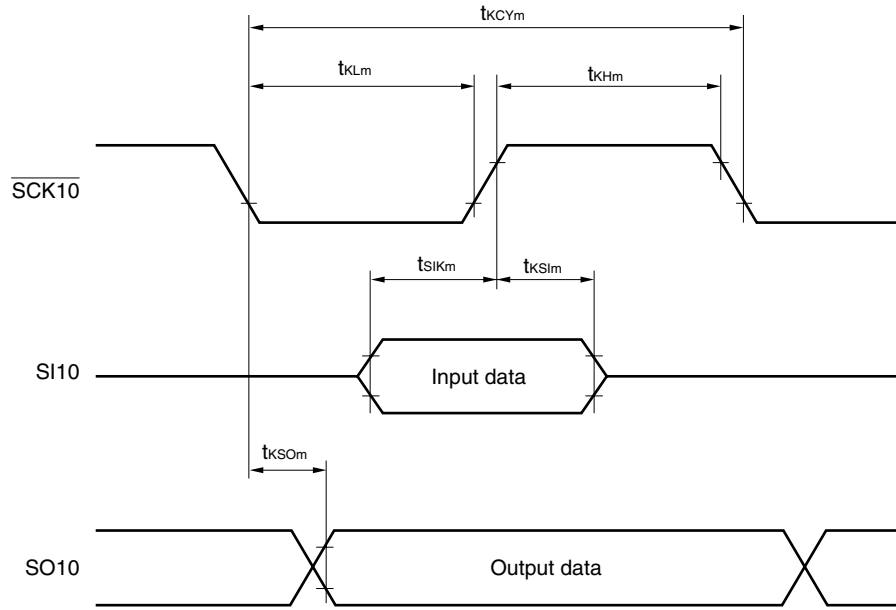 tKCYm
tKLm
tKHm
SCK10
tSIKm
tKSIm
SI10
Input data
tKSOm
SO10
Output data